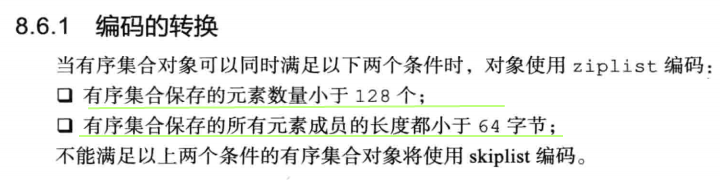 8.6.1 编码的转换
当有序集合对象可以同时满足以下两个条件时，对象使用 ziplist 编码：
❑ 有序集合保存的元素数量小于 128 个；
❑ 有序集合保存的所有元素成员的长度都小于 64 字节；
不能满足以上两个条件的有序集合对象将使用 skiplist 编码。